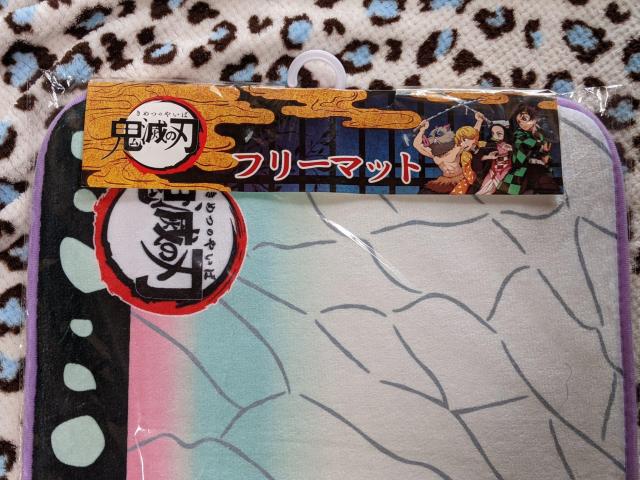 きめつのやいば
鬼滅の刃
フリーマット
鬼滅の刃
きめつのやいば